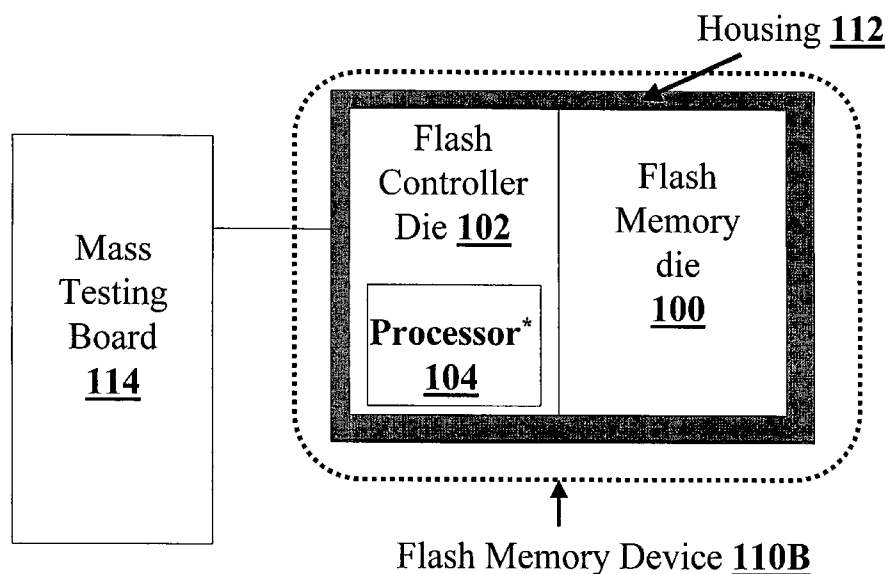 Housing 112
Flash
Controller
Die 102
Flash
Memory
die
100
Mass
Testing
Board
114
Processor*
104
Flash Memory Device 110B